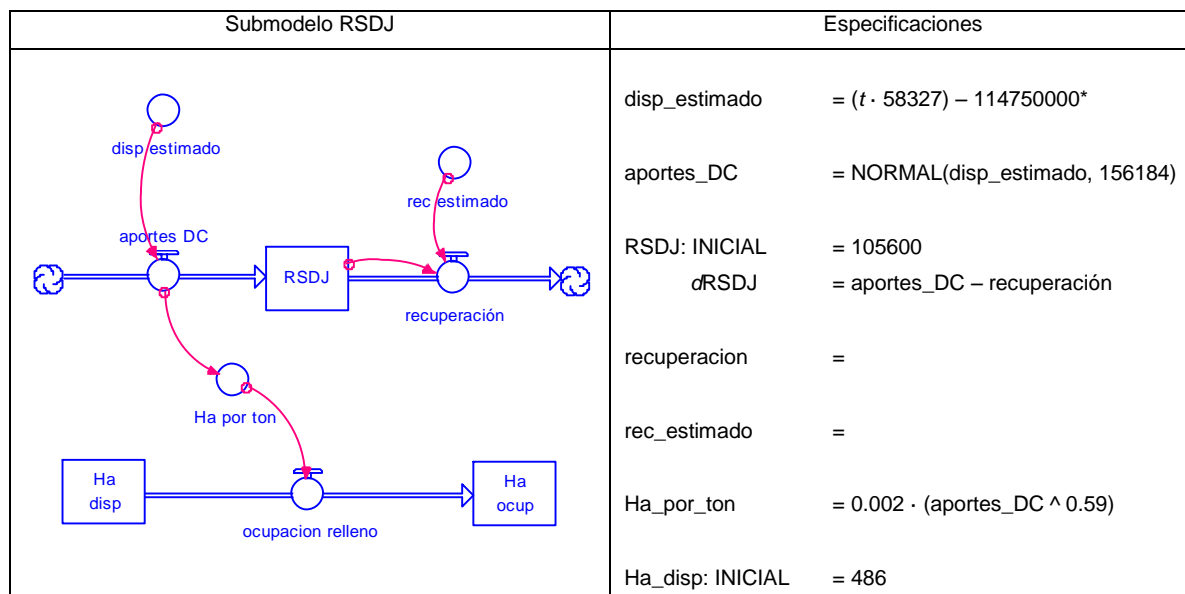 Submodelo RSDJ
Especificaciones
disp estimado
rec estimado
aportes DC
RSDJ
recuperación
Ha por ton
Ha
disp
Ha
ocup
ocupacion relleno
disp_estimado = (t · 58327) – 114750000*
aportes_DC = NORMAL(disp_estimado, 156184)
RSDJ: INICIAL = 105600
dRSDJ = aportes_DC – recuperación
recuperacion =
rec_estimado =
Ha_por_ton = 0.002 · (aportes_DC ^ 0.59)
Ha_disp: INICIAL = 486